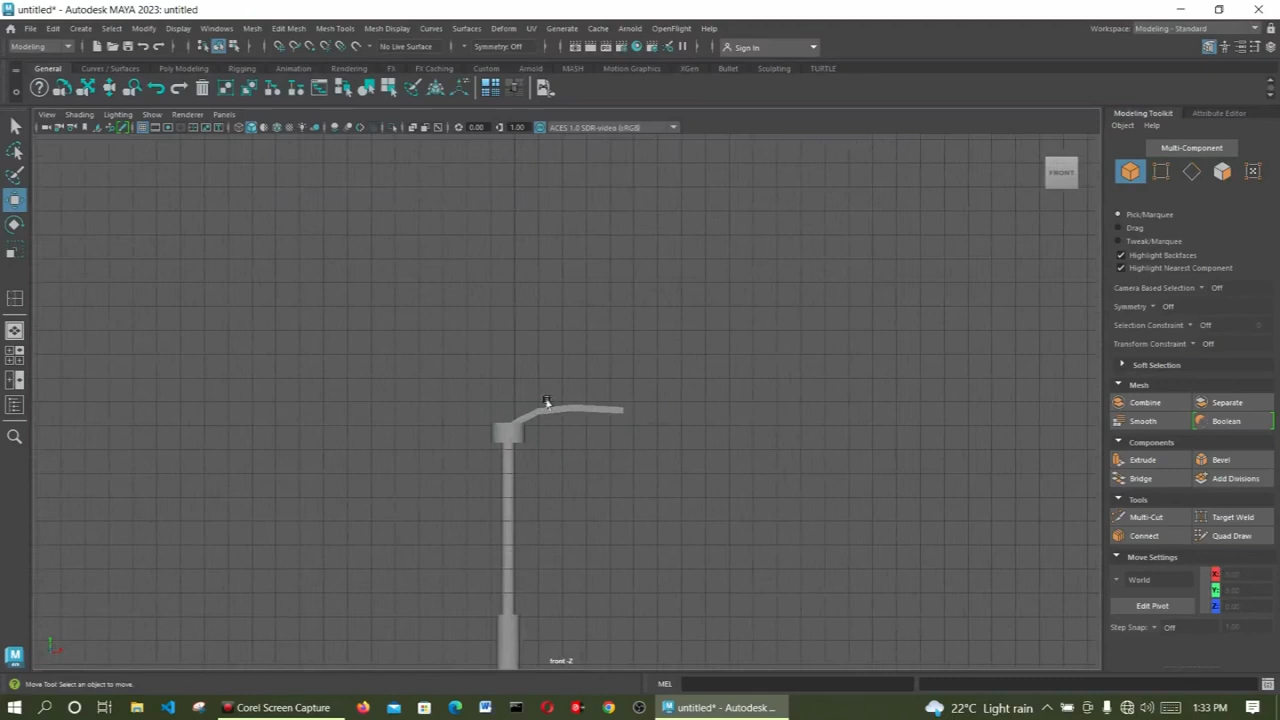 untitled* - Autodesk MAYA 2023: untitled
File Edit Create Select Modify Display Windows Mesh Edit Mesh Mesh Tools Mesh Display Curves Surfaces Deform UV Generate Cache Arnold OpenFlight Help
Workspace: Modeling - Standard
Modeling No Live Surface Symmetry: Off Sign In
General Curves / Surfaces Poly Modeling Rigging Animation Rendering FX FX Caching Custom Arnold MASH Motion Graphics XGen Bullet Sculpting TURTLE
View Shading Lighting Show Renderer Panels
0.00 1.00 ACES 1.0 SDR-video (sRGB)
FRONT
front -Z
Modeling Toolkit Attribute Editor
Object Help
Multi-Component
Pick/Marquee
Drag
Tweak/Marquee
Highlight Backfaces
Highlight Nearest Component
Camera Based Selection Off
Symmetry Off
Selection Constraint Off
Transform Constraint Off
Soft Selection
Mesh
Combine Separate
Smooth Boolean
Components
Extrude Bevel
Bridge Add Divisions
Tools
Multi-Cut Target Weld
Connect Quad Draw
Move Settings
World
X: 0.00
Y: 0.00
Edit Pivot Z: 0.00
Step Snap: Off 1.00
Move Tool: Select an object to move. MEL
Corel Screen Capture untitled* - Autodesk ... 22°C Light rain 1:33 PM